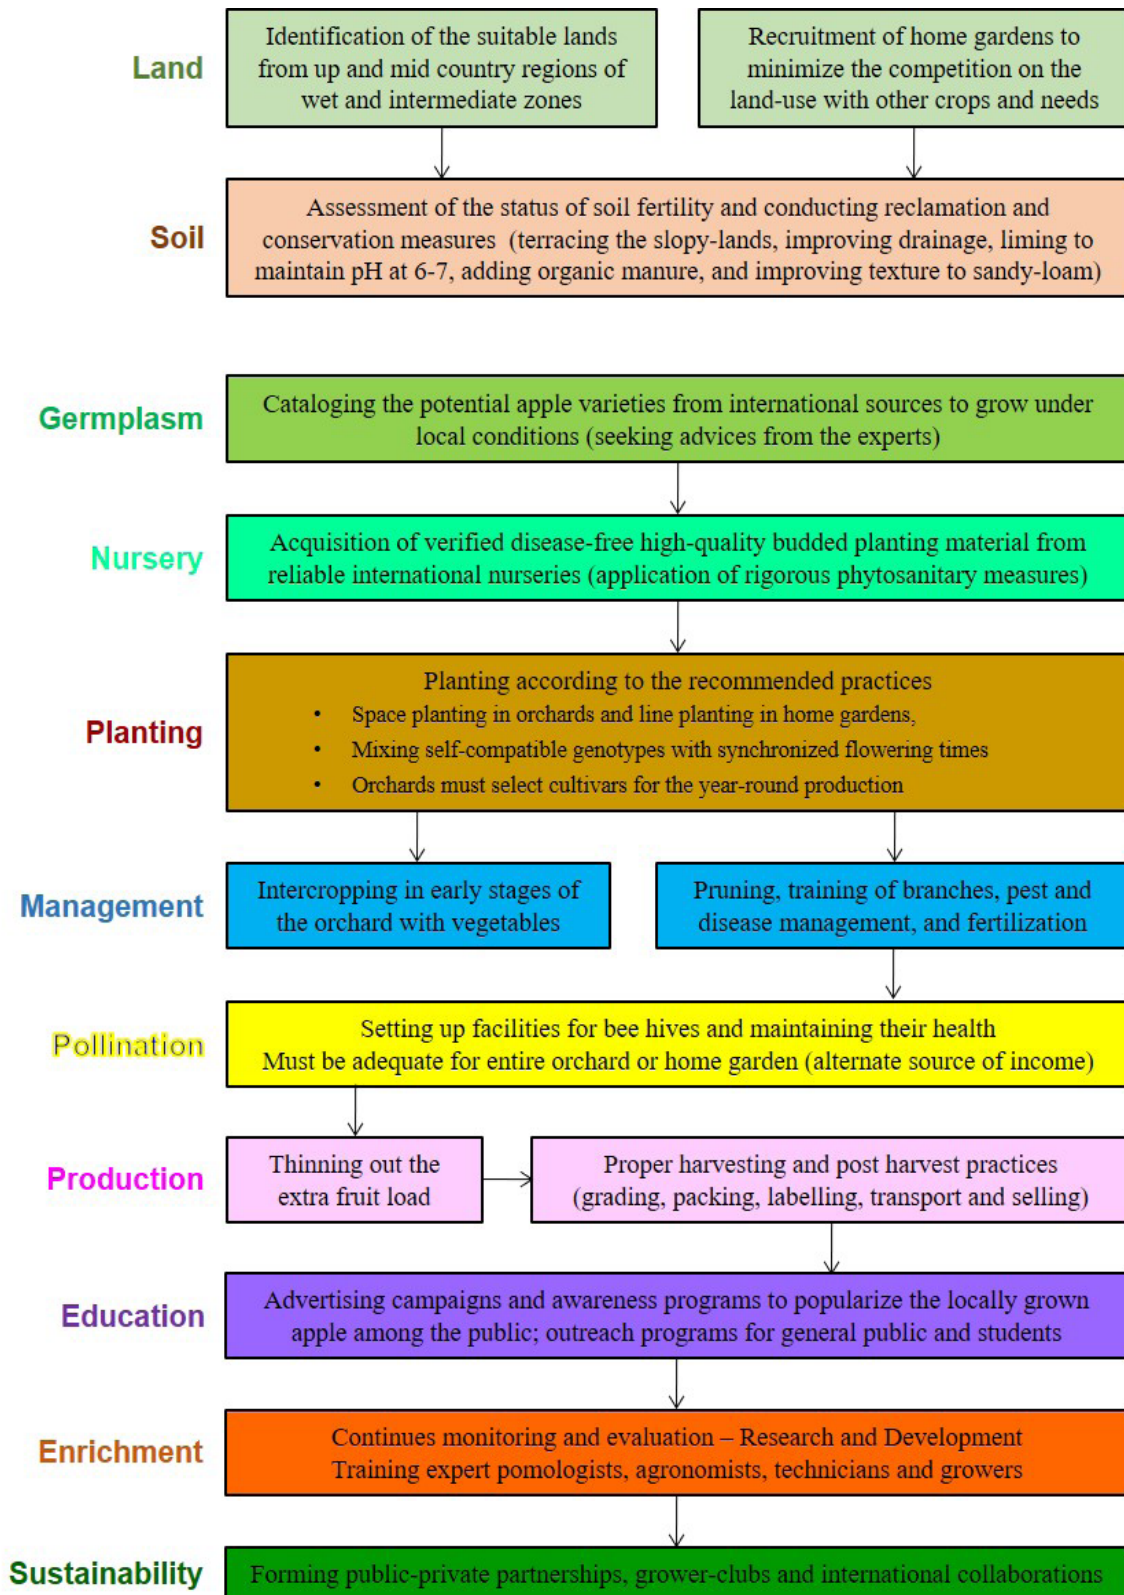 Land
Identification of the suitable lands
from up and mid country regions of
wet and intermediate zones
Recruitment of home gardens to
minimize the competition on the
land-use with other crops and needs
Soil
Assessment of the status of soil fertility and conducting reclamation and
conservation measures (terracing the slopy-lands, improving drainage, liming to
maintain pH at 6-7, adding organic manure, and improving texture to sandy-loam)
Germplasm
Cataloging the potential apple varieties from international sources to grow under
local conditions (seeking advices from the experts)
Nursery
Acquisition of verified disease-free high-quality budded planting material from
reliable international nurseries (application of rigorous phytosanitary measures)
Planting
Planting according to the recommended practices
• Space planting in orchards and line planting in home gardens,
• Mixing self-compatible genotypes with synchronized flowering times
• Orchards must select cultivars for the year-round production
Management
Intercropping in early stages of
the orchard with vegetables
Pruning, training of branches, pest and
disease management, and fertilization
Pollination
Setting up facilities for bee hives and maintaining their health
Must be adequate for entire orchard or home garden (alternate source of income)
Production
Thinning out the
extra fruit load
Proper harvesting and post harvest practices
(grading, packing, labelling, transport and selling)
Education
Advertising campaigns and awareness programs to popularize the locally grown
apple among the public; outreach programs for general public and students
Enrichment
Continues monitoring and evaluation – Research and Development
Training expert pomologists, agronomists, technicians and growers
Sustainability
Forming public-private partnerships, grower-clubs and international collaborations